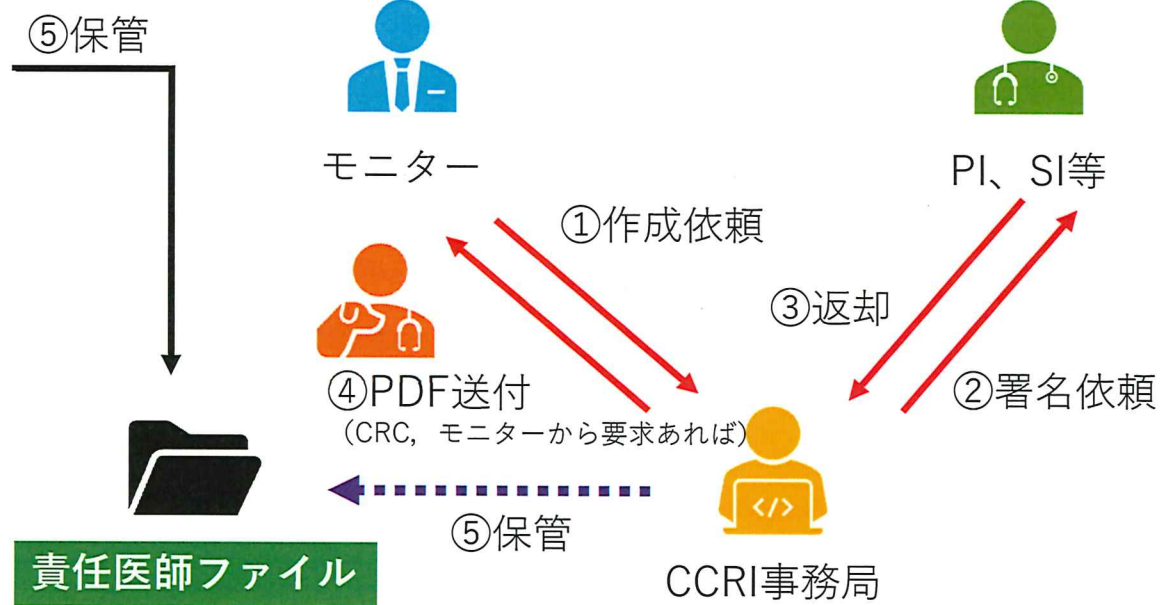 ⑤保管
モニター
PI、SI等
①作成依頼
③返却
④PDF送付
（CRC，モニターから要求あれば）
②署名依頼
</>
⑤保管
責任医師ファイル
CCRI事務局